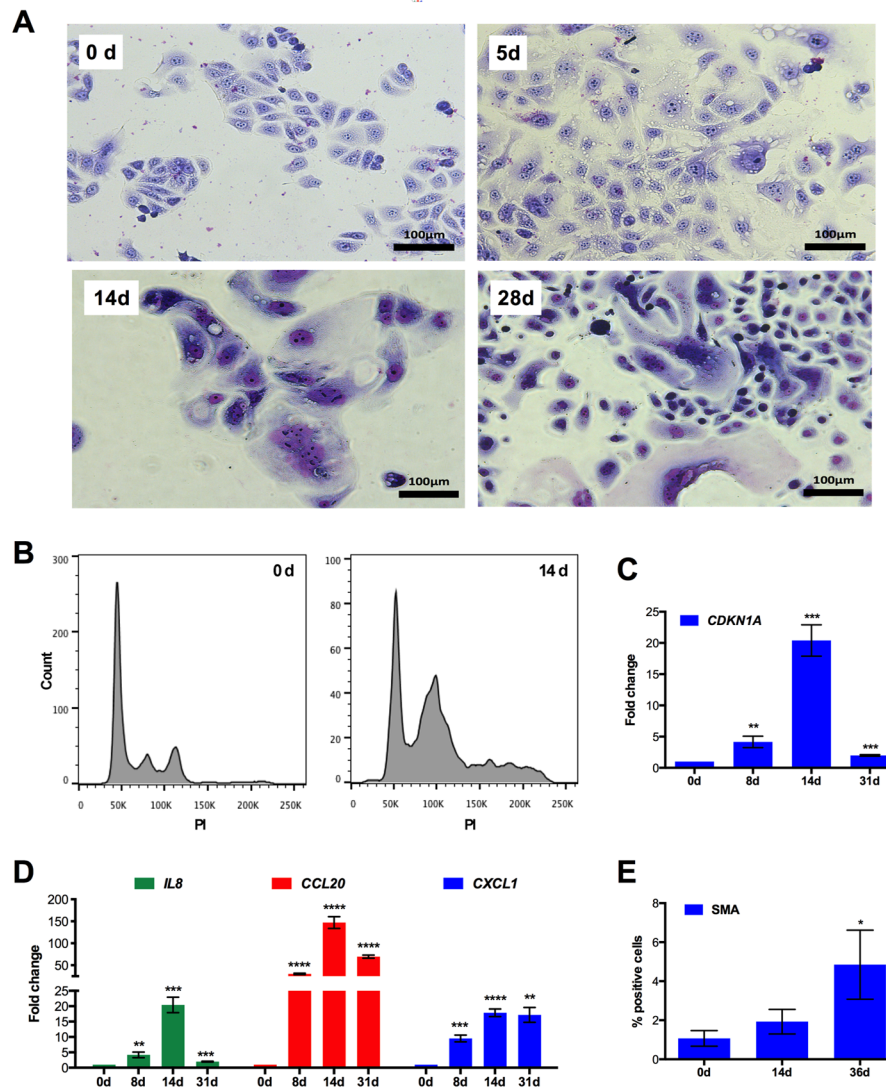 A
0 d
100μm
5d
100μm
14d
100μm
28d
100μm
B
300
200
100
0
Count
0 d
0
50K
100K
150K
200K
250K
PI
100
80
60
40
20
0
14 d
0
50K
100K
150K
200K
250K
PI
C
CDKN1A
Fold change
25
20
15
10
5
0
**
***
***
0d
8d
14d
31d
D
IL8
CCL20
CXCL1
Fold change
200
150
100
50
25
20
15
10
5
0
**
***
***
****
****
****
***
****
**
0d 8d 14d 31d
0d 8d 14d 31d
0d 8d 14d 31d
E
SMA
% positive cells
8
6
4
2
0
*
0d
14d
36d